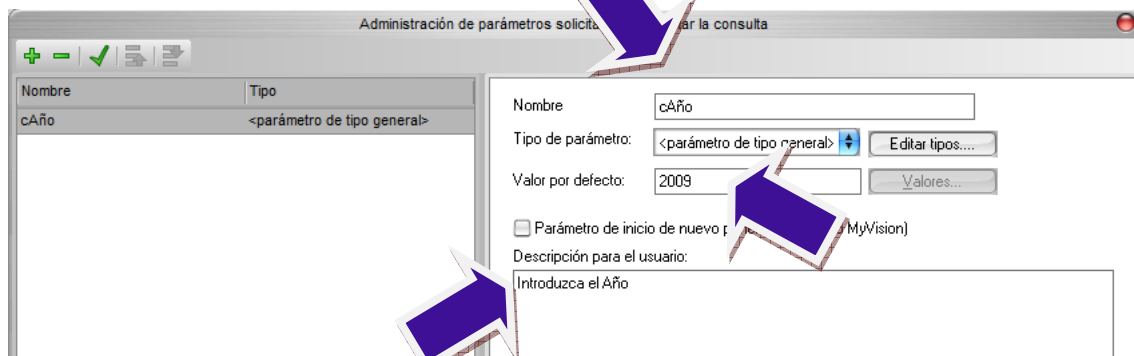 Administración de parámetros solicita ar la consulta
Nombre Tipo
cAño <parámetro de tipo general>
Nombre cAño
Tipo de parámetro: <parámetro de tipo general> Editar tipos....
Valor por defecto: 2009 Valores...
Parámetro de inicio de nuevo MyVision)
Descripción para el usuario:
Introduzca el Año